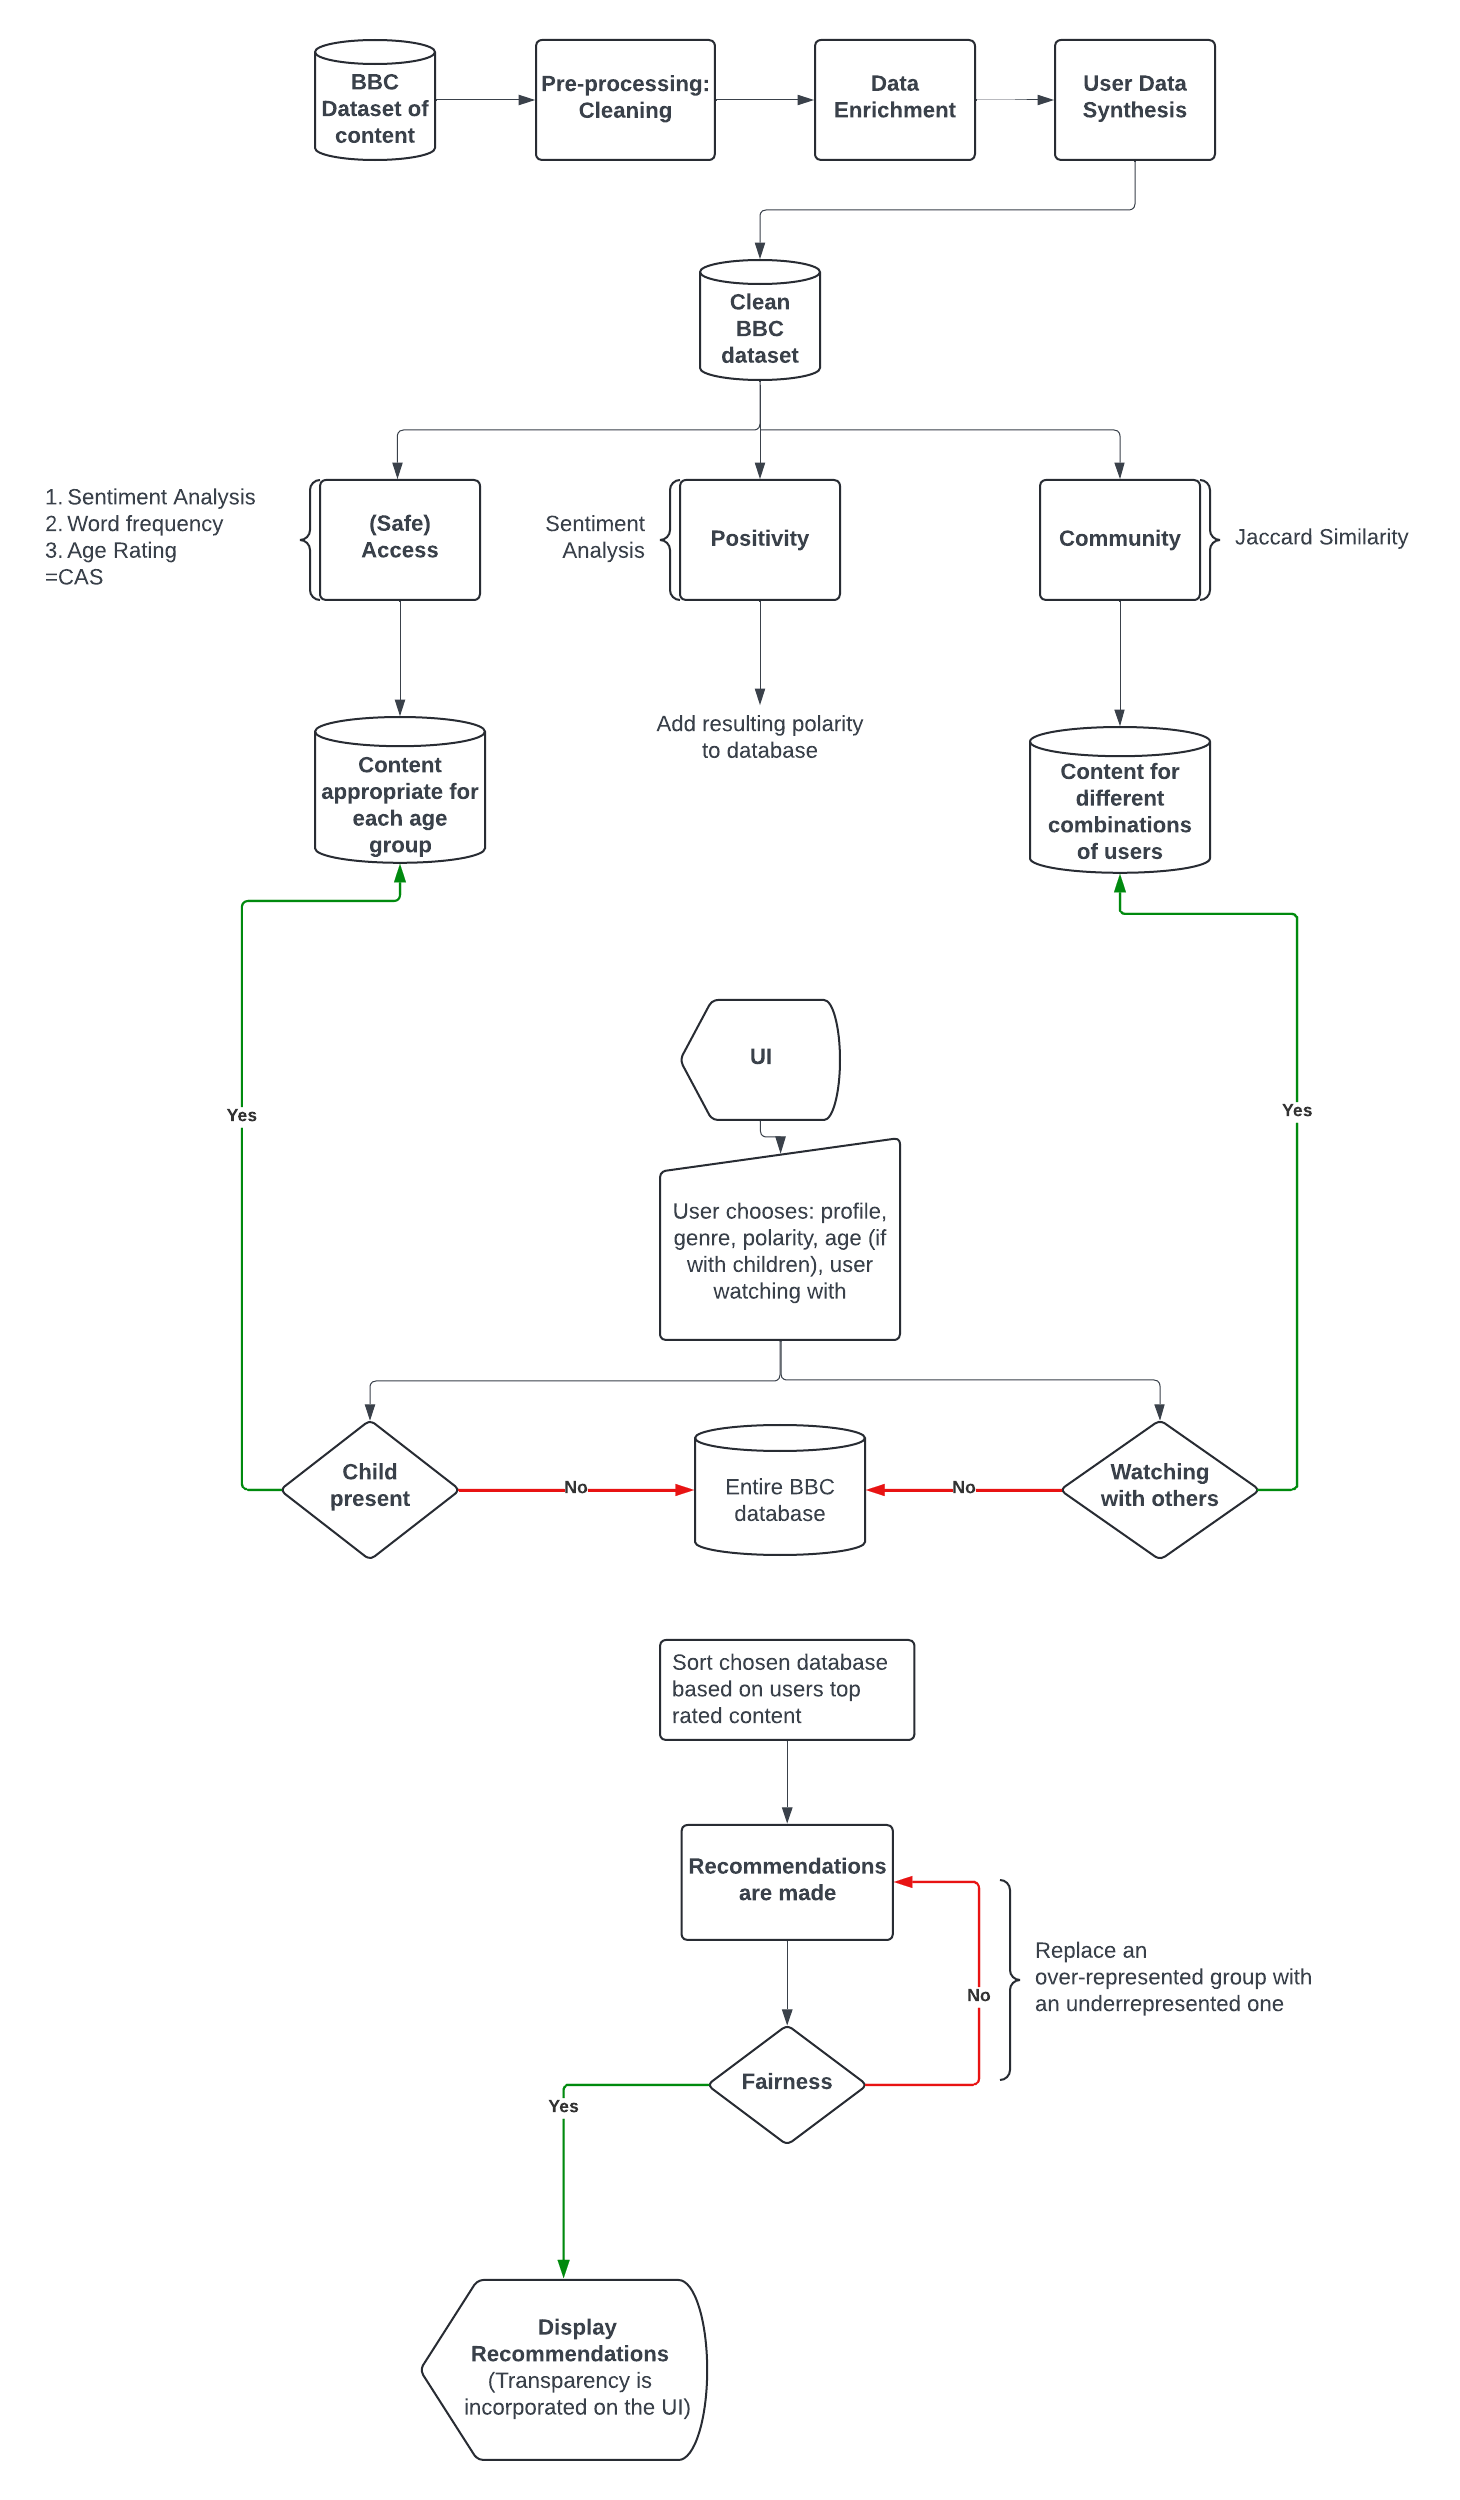 BBC
Dataset of
content
Pre-processing:
Cleaning
Data
Enrichment
User Data
Synthesis
Clean
BBC
dataset
1. Sentiment Analysis
2. Word frequency
3. Age Rating
=CAS
(Safe)
Access
Sentiment
Analysis
Positivity
Community
Jaccard Similarity
Content
appropriate for
each age
group
Add resulting polarity
to database
Content for
different
combinations
of users
UI
Yes
Yes
User chooses: profile,
genre, polarity, age (if
with children), user
watching with
Child
present
No
Entire BBC
database
No
Watching
with others
Sort chosen database
based on users top
rated content
Recommendations
are made
No
Replace an
over-represented group with
an underrepresented one
Fairness
Yes
Display
Recommendations
(Transparency is
incorporated on the UI)